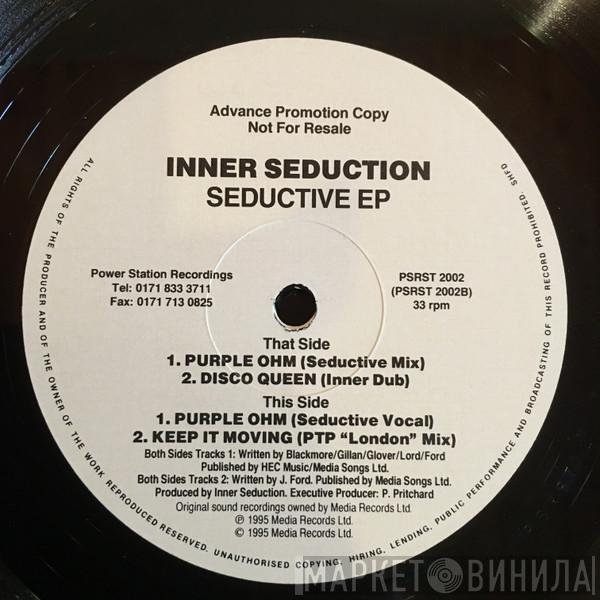 Advance Promotion Copy
Not For Resale
INNER SEDUCTION
SEDUCTIVE EP
Power Station Recordings
Tel: 0171 833 3711
Fax: 0171 713 0825
PSRST 2002
(PSRST 2002B)
33 rpm
That Side
1. PURPLE OHM (Seductive Mix)
2. DISCO QUEEN (Inner Dub)
This Side
1. PURPLE OHM (Seductive Vocal)
2. KEEP IT MOVING (PTP “London” Mix)
Both Sides Tracks 1: Written by Blackmore/Gillan/Glover/Lord/Ford
Published by HEC Music/Media Songs Ltd.
Both Sides Tracks 2: Written by J. Ford. Published by Media Songs Ltd.
Produced by Inner Seduction. Executive Producer: P. Pritchard
Original sound recordings owned by Media Records Ltd.
℗ 1995 Media Records Ltd.
© 1995 Media Records Ltd.
ALL RIGHTS OF THE PRODUCER AND OF THE OWNER OF THE WORK REPRODUCED RESERVED. UNAUTHORISED COPYING, HIRING, LENDING, PUBLIC PERFORMANCE AND BROADCASTING OF THIS RECORD PROHIBITED. SHFD
МАРКЕТ ВИНИЛА